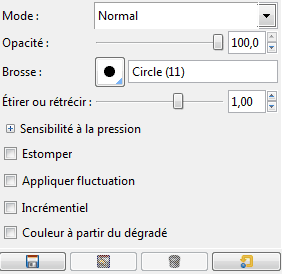 Mode : Normal
Opacité : 100,0
Brosse : Circle (11)
Étirer ou rétrécir : 1,00
Sensibilité à la pression
Estomper
Appliquer fluctuation
Incrémentiel
Couleur à partir du dégradé